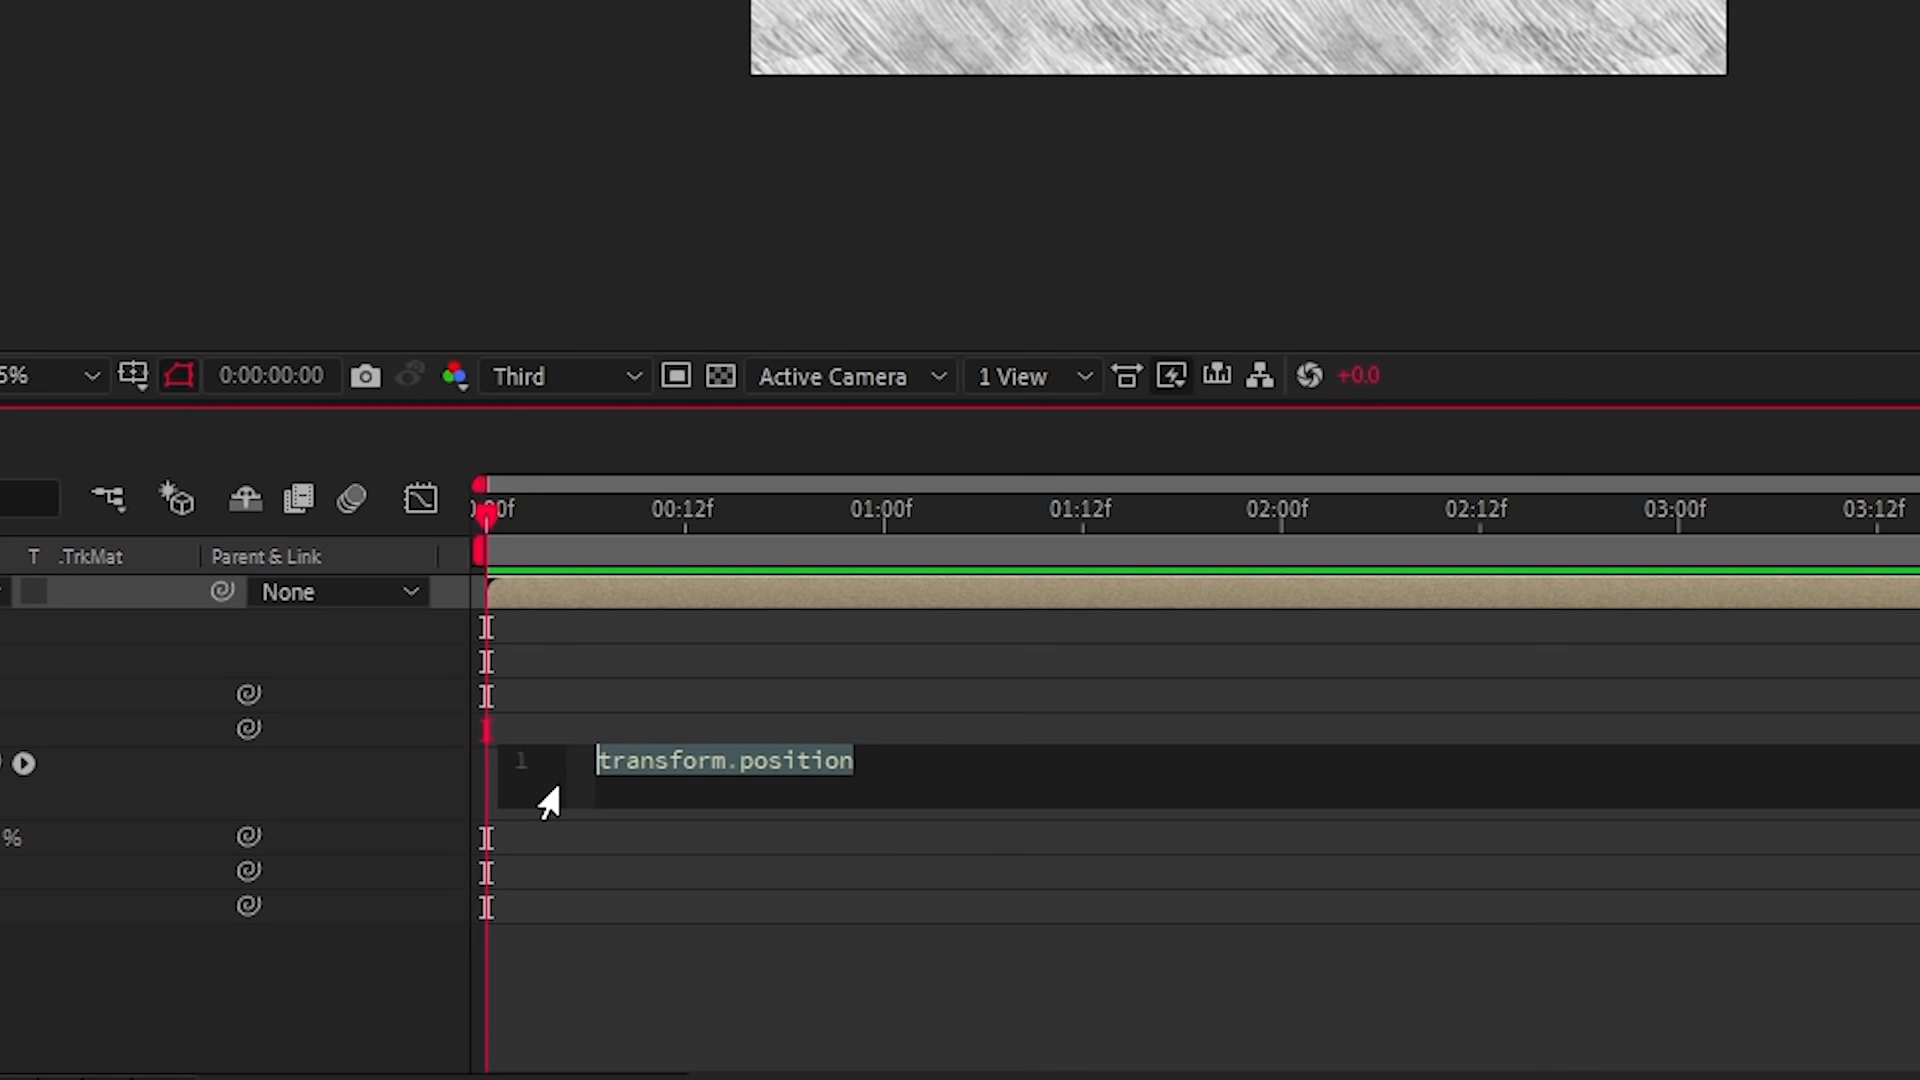 5% 0:00:00:00 Third Active Camera 1 View +0.0
00:12f 01:00f 01:12f 02:00f 02:12f 03:00f 03:12f
T .TrkMat Parent & Link
None
1 transform.position
%